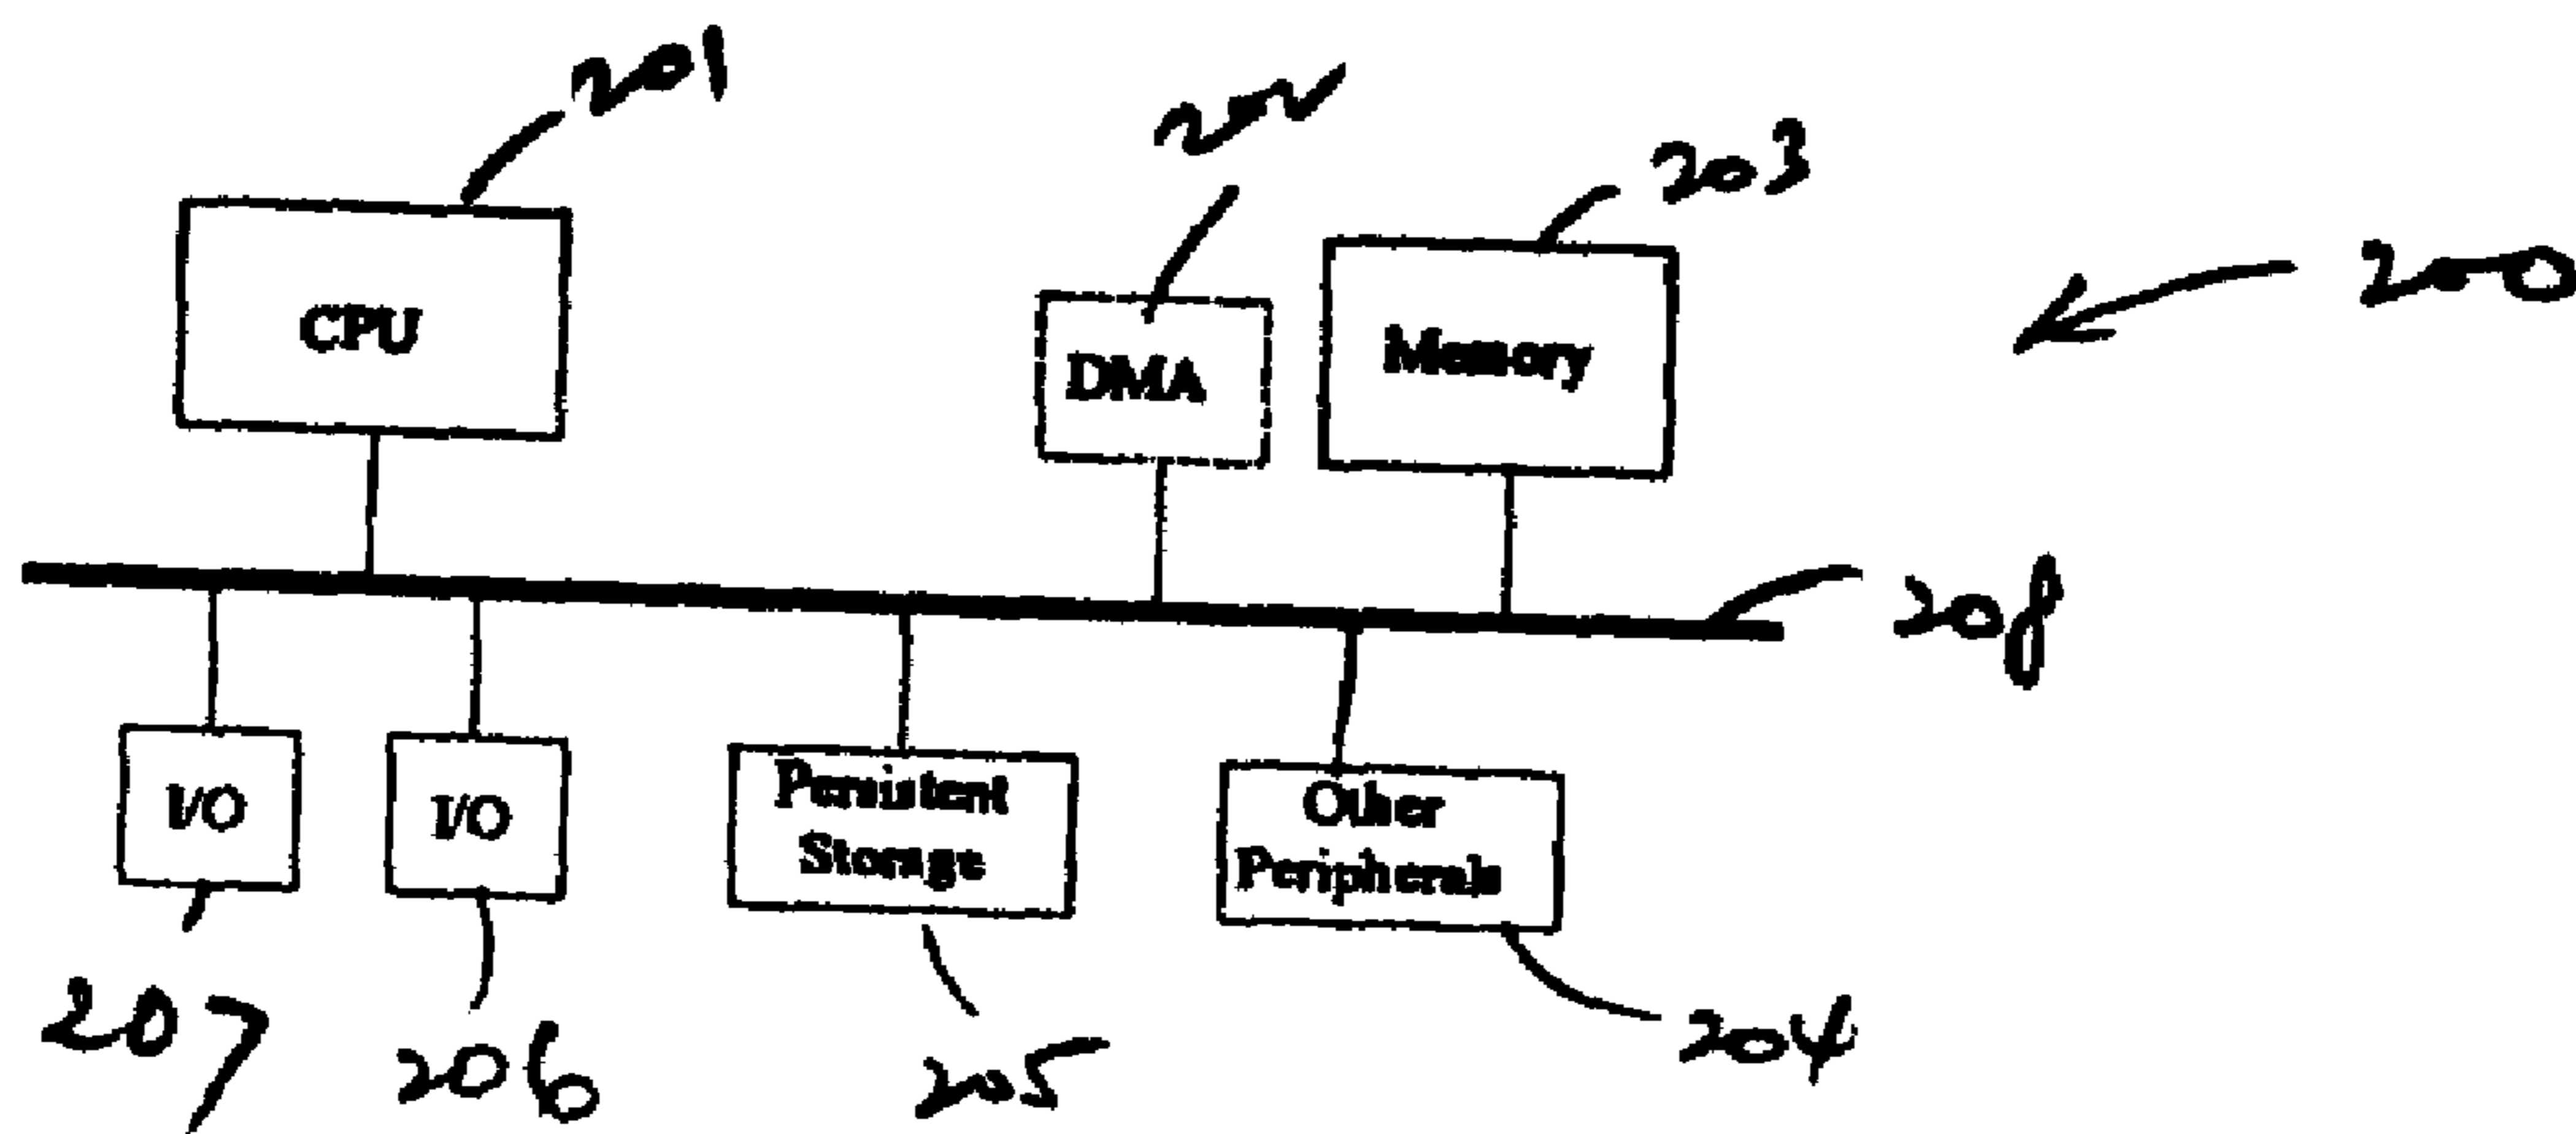 201
202
203
200
CPU
DMA
Memory
208
I/O
I/O
Persistent
Storage
Other
Peripherals
207
206
205
204